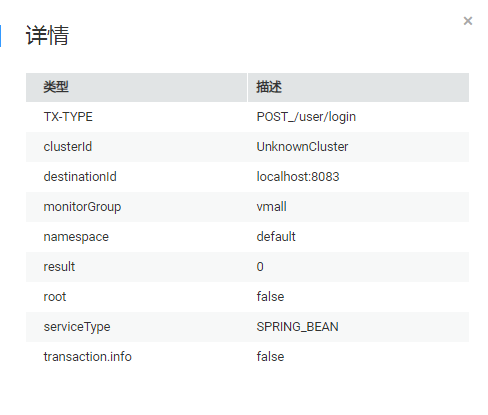 详情
类型 描述
TX-TYPE POST_/user/login
clusterId UnknownCluster
destinationId localhost:8083
monitorGroup vmall
namespace default
result 0
root false
serviceType SPRING_BEAN
transaction.info false